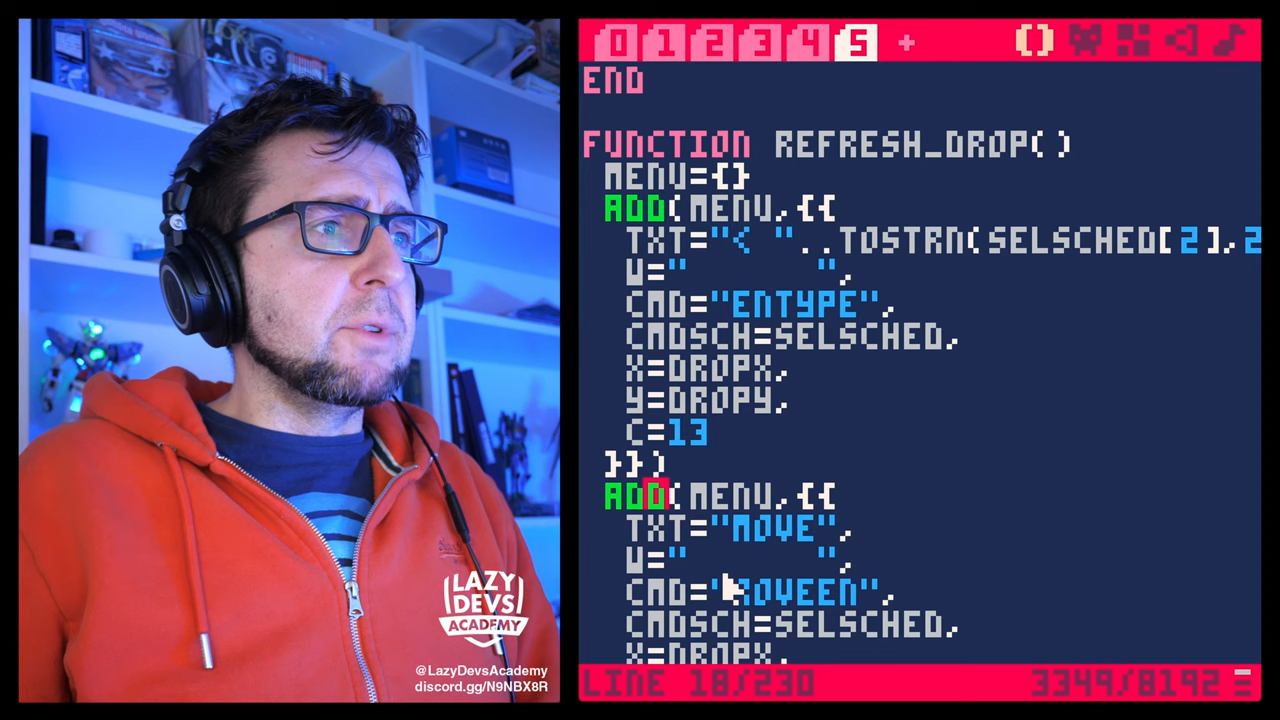 0 1 2 3 4 5 +
END
FUNCTION REFRESH_DROP()
MENU={}
ADD(MENU,{{
TXT="< "..TOSTRN(SELSCHED[2],2
W="      ",
CMD="ENTYPE",
CMDSCH=SELSCHED,
X=DROPX,
Y=DROPY,
C=13
}})
ADD(MENU,{{
TXT="MOVE",
W="      ",
CMD="MOVEEN",
CMDSCH=SELSCHED,
X=DROPX,
LINE 18/230 3349/8192
LAZY
DEVS
ACADEMY
@LazyDevsAcademy
discord.gg/N9NBX8R